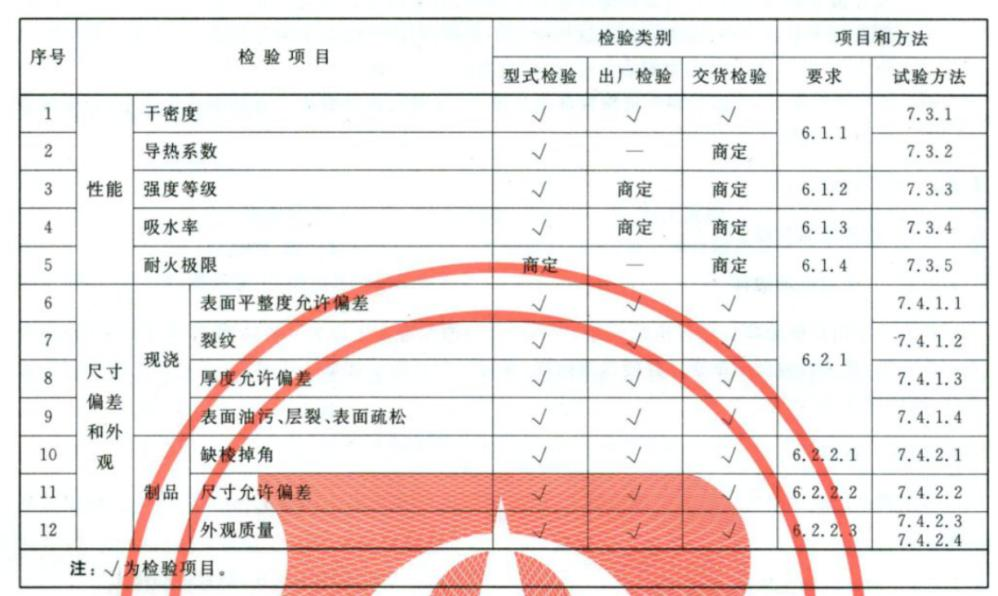 序号 检验项目 检验类别 项目和方法
型式检验 出厂检验 交货检验 要求 试验方法
1 性能 干密度 √ √ √ 6.1.1 7.3.1
2 导热系数 √ — 商定 7.3.2
3 强度等级 √ 商定 商定 6.1.2 7.3.3
4 吸水率 √ 商定 商定 6.1.3 7.3.4
5 耐火极限 商定 — 商定 6.1.4 7.3.5
6 尺寸偏差和外观 现浇 表面平整度允许偏差 √ √ √ 6.2.1 7.4.1.1
7 裂纹 √ √ √ 7.4.1.2
8 厚度允许偏差 √ √ √ 7.4.1.3
9 表面油污、层裂、表面疏松 √ √ √ 7.4.1.4
10 制品 缺棱掉角 √ √ √ 6.2.2.1 7.4.2.1
11 尺寸允许偏差 √ √ √ 6.2.2.2 7.4.2.2
12 外观质量 √ √ √ 6.2.2.3 7.4.2.3
7.4.2.4
注：√为检验项目。